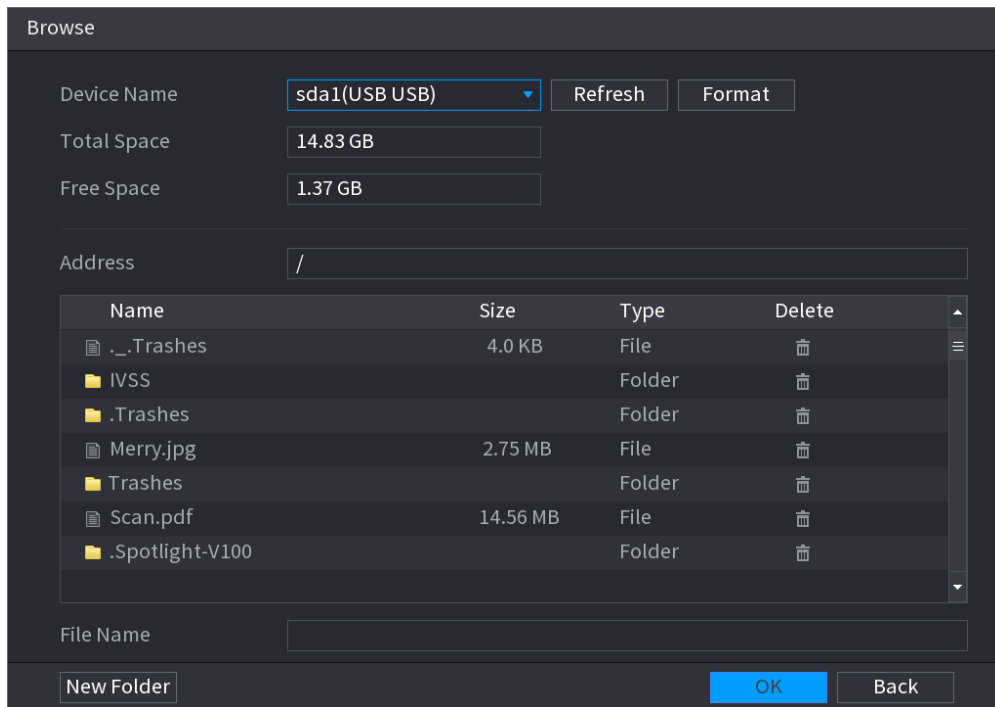 Browse
Device Name sda1(USB USB) Refresh Format
Total Space 14.83 GB
Free Space 1.37 GB
Address /
Name Size Type Delete
._.Trashes 4.0 KB File
IVSS Folder
.Trashes Folder
Merry.jpg 2.75 MB File
Trashes Folder
Scan.pdf 14.56 MB File
.Spotlight-V100 Folder
File Name
New Folder OK Back